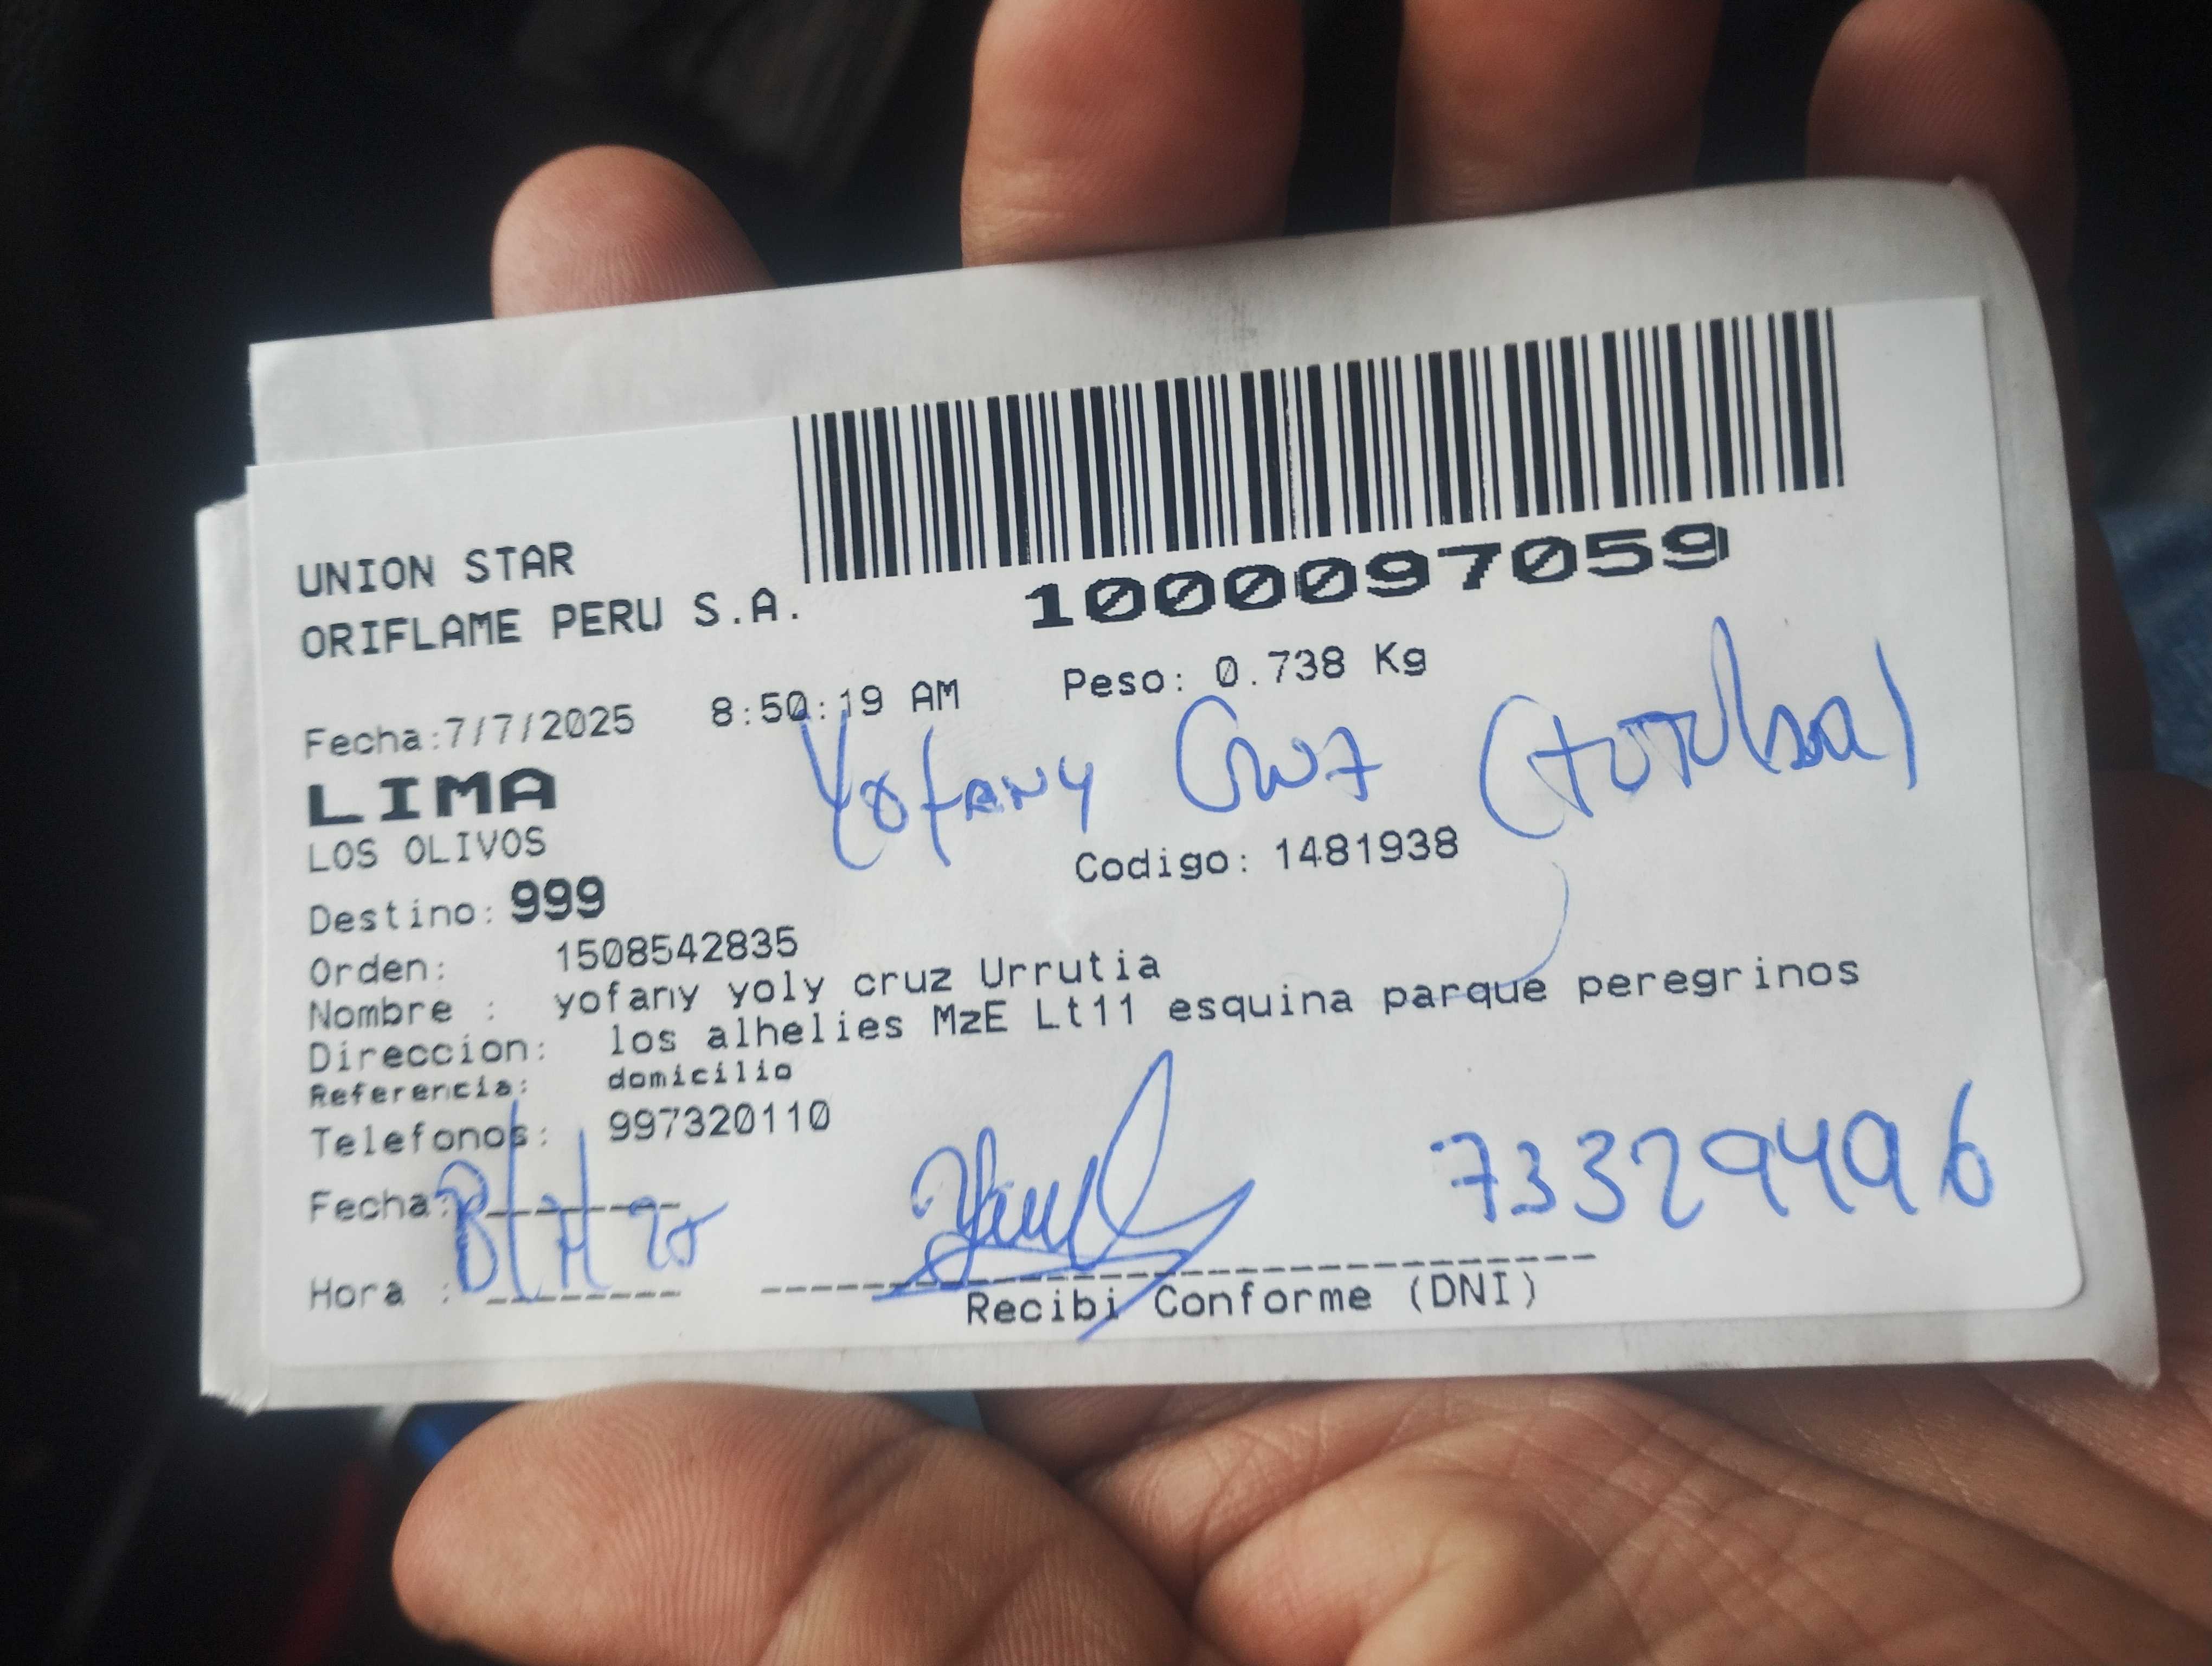 1000097059
UNION STAR
ORIFLAME PERU S.A.
Fecha:7/7/2025 8:50:19 AM Peso: 0.738 Kg
LIMA
Yofany Cruz (titular)
LOS OLIVOS
Codigo: 1481938
Destino: 999
Orden: 1508542835
Nombre : yofany yoly cruz Urrutia
Direccion: los alhelies MzE Lt11 esquina parque peregrinos
Referencia: domicilio
Telefonos: 997320110
73329496
Fecha:
Hora :
Recibi Conforme (DNI)